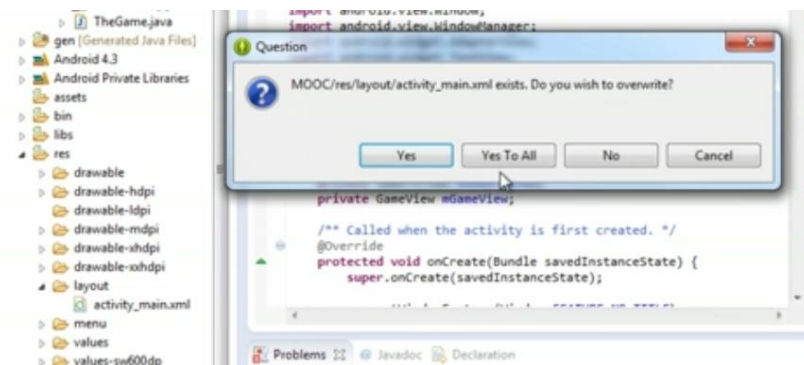 TheGame.java
gen [Generated Java Files]
Android 4.3
Android Private Libraries
assets
bin
libs
res
drawable
drawable-hdpi
drawable-ldpi
drawable-mdpi
drawable-xhdpi
drawable-xxhdpi
layout
activity_main.xml
menu
values
values-sw600dp
import android.view.Window;
import android.view.WindowManager;
Question
MOOC/res/layout/activity_main.xml exists. Do you wish to overwrite?
Yes
Yes To All
No
Cancel
private GameView mGameView;
/** Called when the activity is first created. */
@Override
protected void onCreate(Bundle savedInstanceState) {
super.onCreate(savedInstanceState);
Problems
Javadoc
Declaration